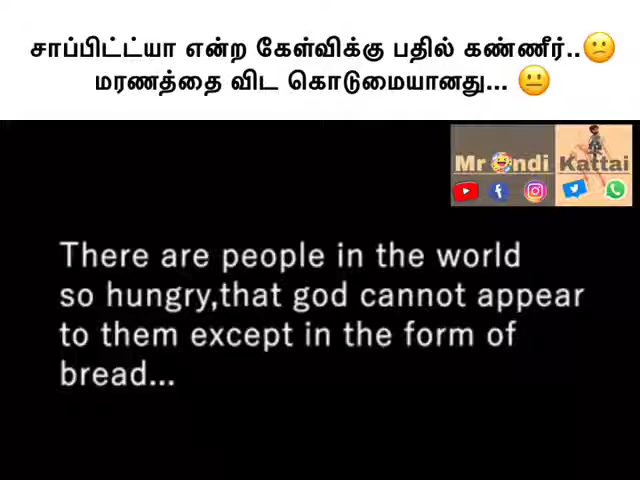 சாப்பிட்ட்யா என்ற கேள்விக்கு பதில் கண்ணீர்..😕
மரணத்தை விட கொடுமையானது... 😐
Mr 🤣ndi Kattai
There are people in the world
so hungry,that god cannot appear
to them except in the form of
bread...